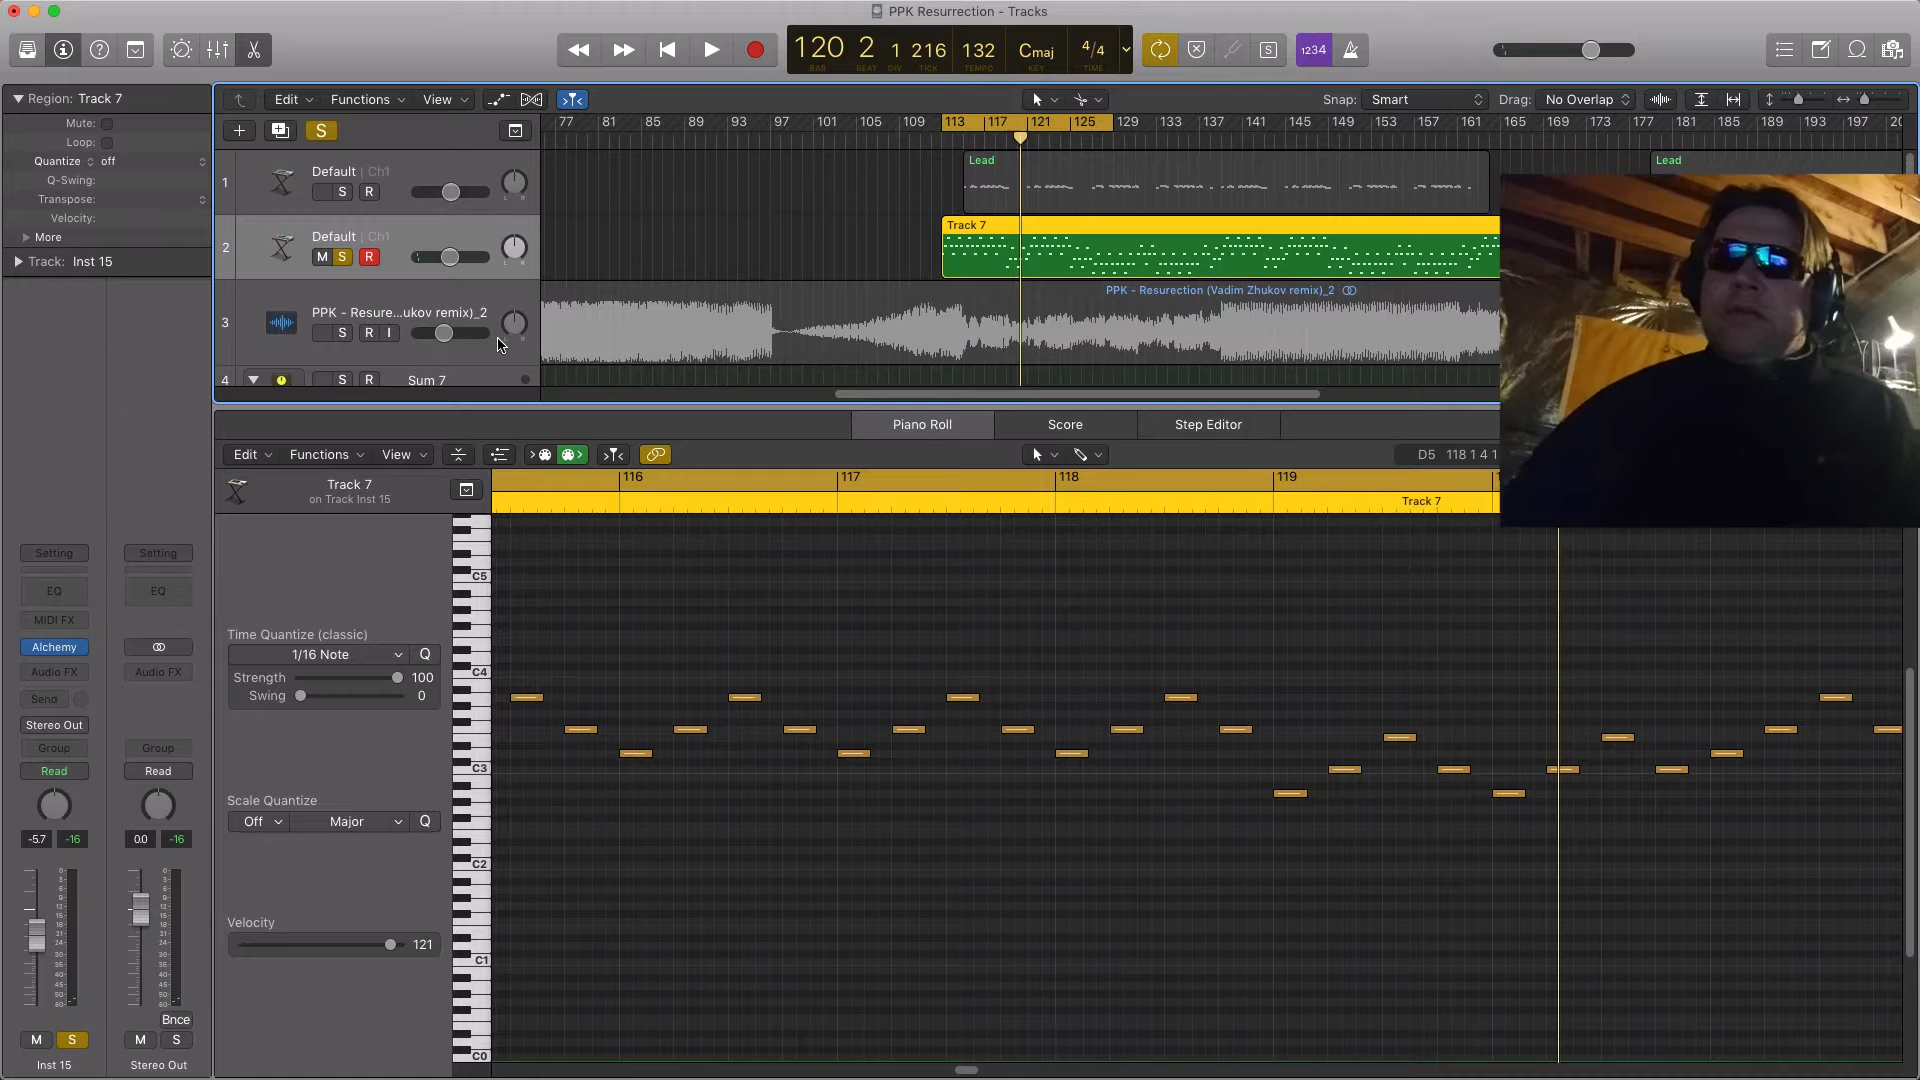 PPK Resurrection - Tracks
120 2 1 216 132 Cmaj 4/4
BAR BEAT DIV TICK TEMPO KEY TIME
S 1234
Region: Track 7
Mute:
Loop:
Quantize off
Q-Swing:
Transpose:
Velocity:
More
Track: Inst 15
Edit Functions View
Snap: Smart Drag: No Overlap
S
77 81 85 89 93 97 101 105 109 113 117 121 125 129 133 137 141 145 149 153 157 161 165 169 173 177 181 185 189 193 197 20
1 Default | Ch1
S R
Lead
Lead
2 Default | Ch1
M S R
Track 7
3 PPK - Resure...ukov remix)_2
S R I
PPK - Resurection (Vadim Zhukov remix)_2
4 S R Sum 7
Piano Roll Score Step Editor
Edit Functions View
D5 118 1 4 1
Track 7
on Track Inst 15
116 117 118 119
Track 7
Time Quantize (classic)
1/16 Note Q
Strength 100
Swing 0
Scale Quantize
Off Major Q
Velocity
121
C5
C4
C3
C2
C1
C0
Setting Setting
EQ EQ
MIDI FX
Alchemy
Audio FX Audio FX
Send
Stereo Out
Group Group
Read Read
-5.7 -16 0.0 -16
Bnce
M S M S
Inst 15 Stereo Out